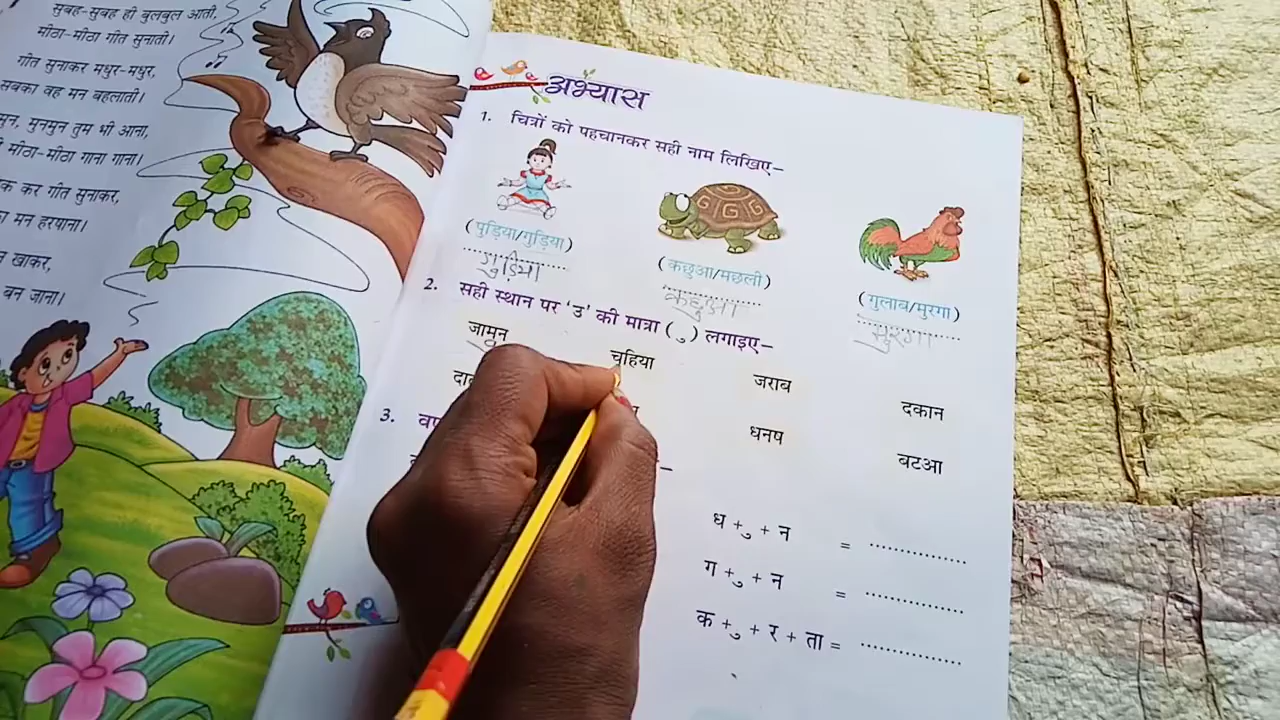 सुबह-सुबह ही बुलबुल आती,
मीठा-मीठा गीत सुनाती।
गीत सुनाकर मधुर-मधुर,
सबका वह मन बहलाती।
मुनमुन तुम भी आना,
मीठा-मीठा गाना गाना।
कर गीत सुनाकर,
मन हरपाना।
खाकर,
बन जाना।
अभ्यास
1. चित्रों को पहचानकर सही नाम लिखिए–
(पुड़िया/गुड़िया) (कछुआ/मछली) (गुलाब/मुरगा)
गुड़िया कछुआ मुरगा
2. सही स्थान पर 'उ' की मात्रा ( ु ) लगाइए–
जामुन चहिया जराब दकान
धनष बटआ
3.
ध + ु + न = ..............
ग + ु + न = ..............
क + ु + र + ता = ..............